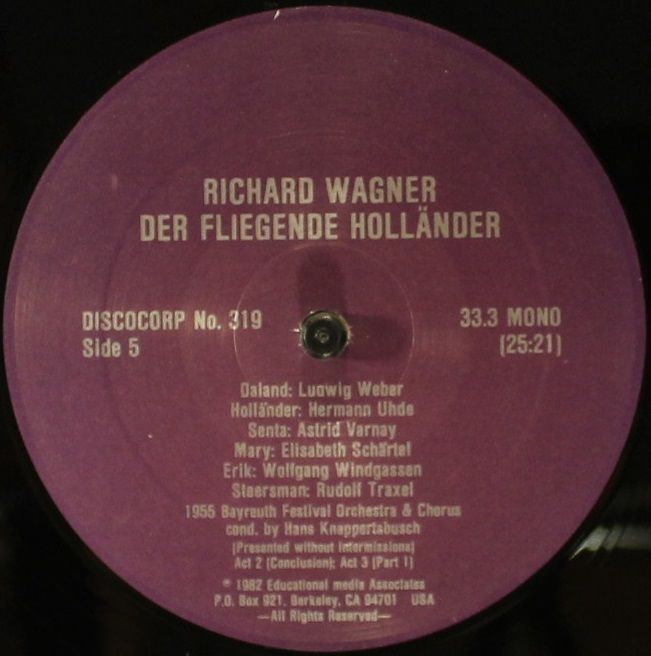 RICHARD WAGNER
DER FLIEGENDE HOLLÄNDER
DISCOCORP No. 319
33.3 MONO
Side 5
(25:21)
Daland: Ludwig Weber
Holländer: Hermann Uhde
Senta: Astrid Varnay
Mary: Elisabeth Schärtel
Erik: Wolfgang Windgassen
Steersman: Rudolf Traxel
1955 Bayreuth Festival Orchestra & Chorus
cond. by Hans Knappertsbusch
(Presented without intermissions)
Act 2 (Conclusion); Act 3 (Part 1)
© 1982 Educational media Associates
P.O. Box 921, Berkeley, CA 94701 USA
—All Rights Reserved—